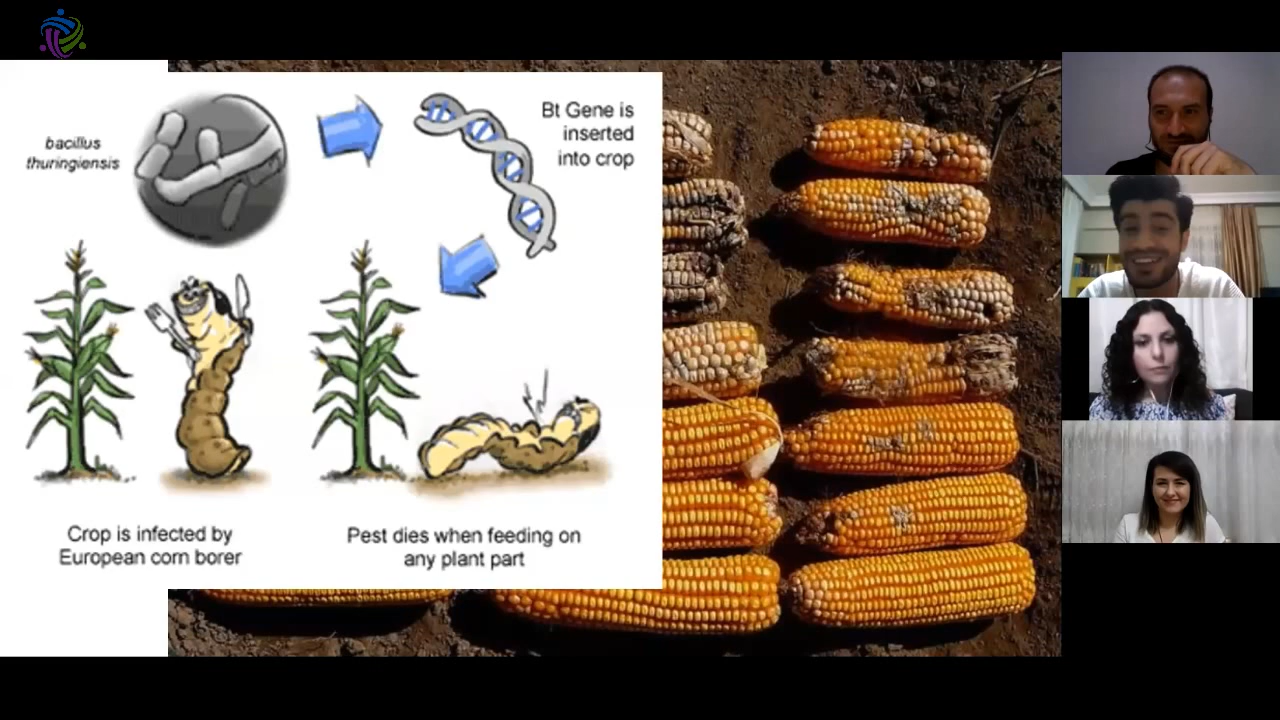 bacillus
thuringiensis
Bt Gene is
inserted
into crop
Crop is infected by
European corn borer
Pest dies when feeding on
any plant part